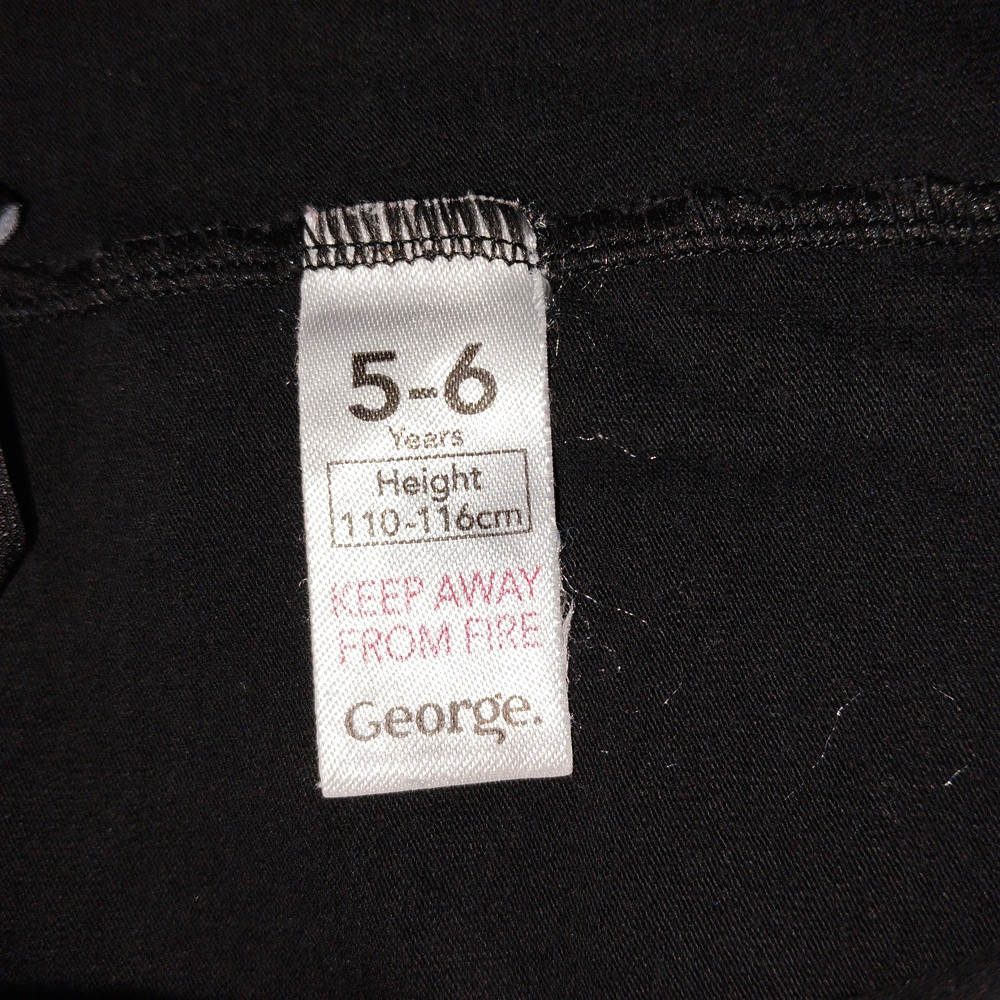 5-6
Years
Height
110-116cm
KEEP AWAY
FROM FIRE
George.